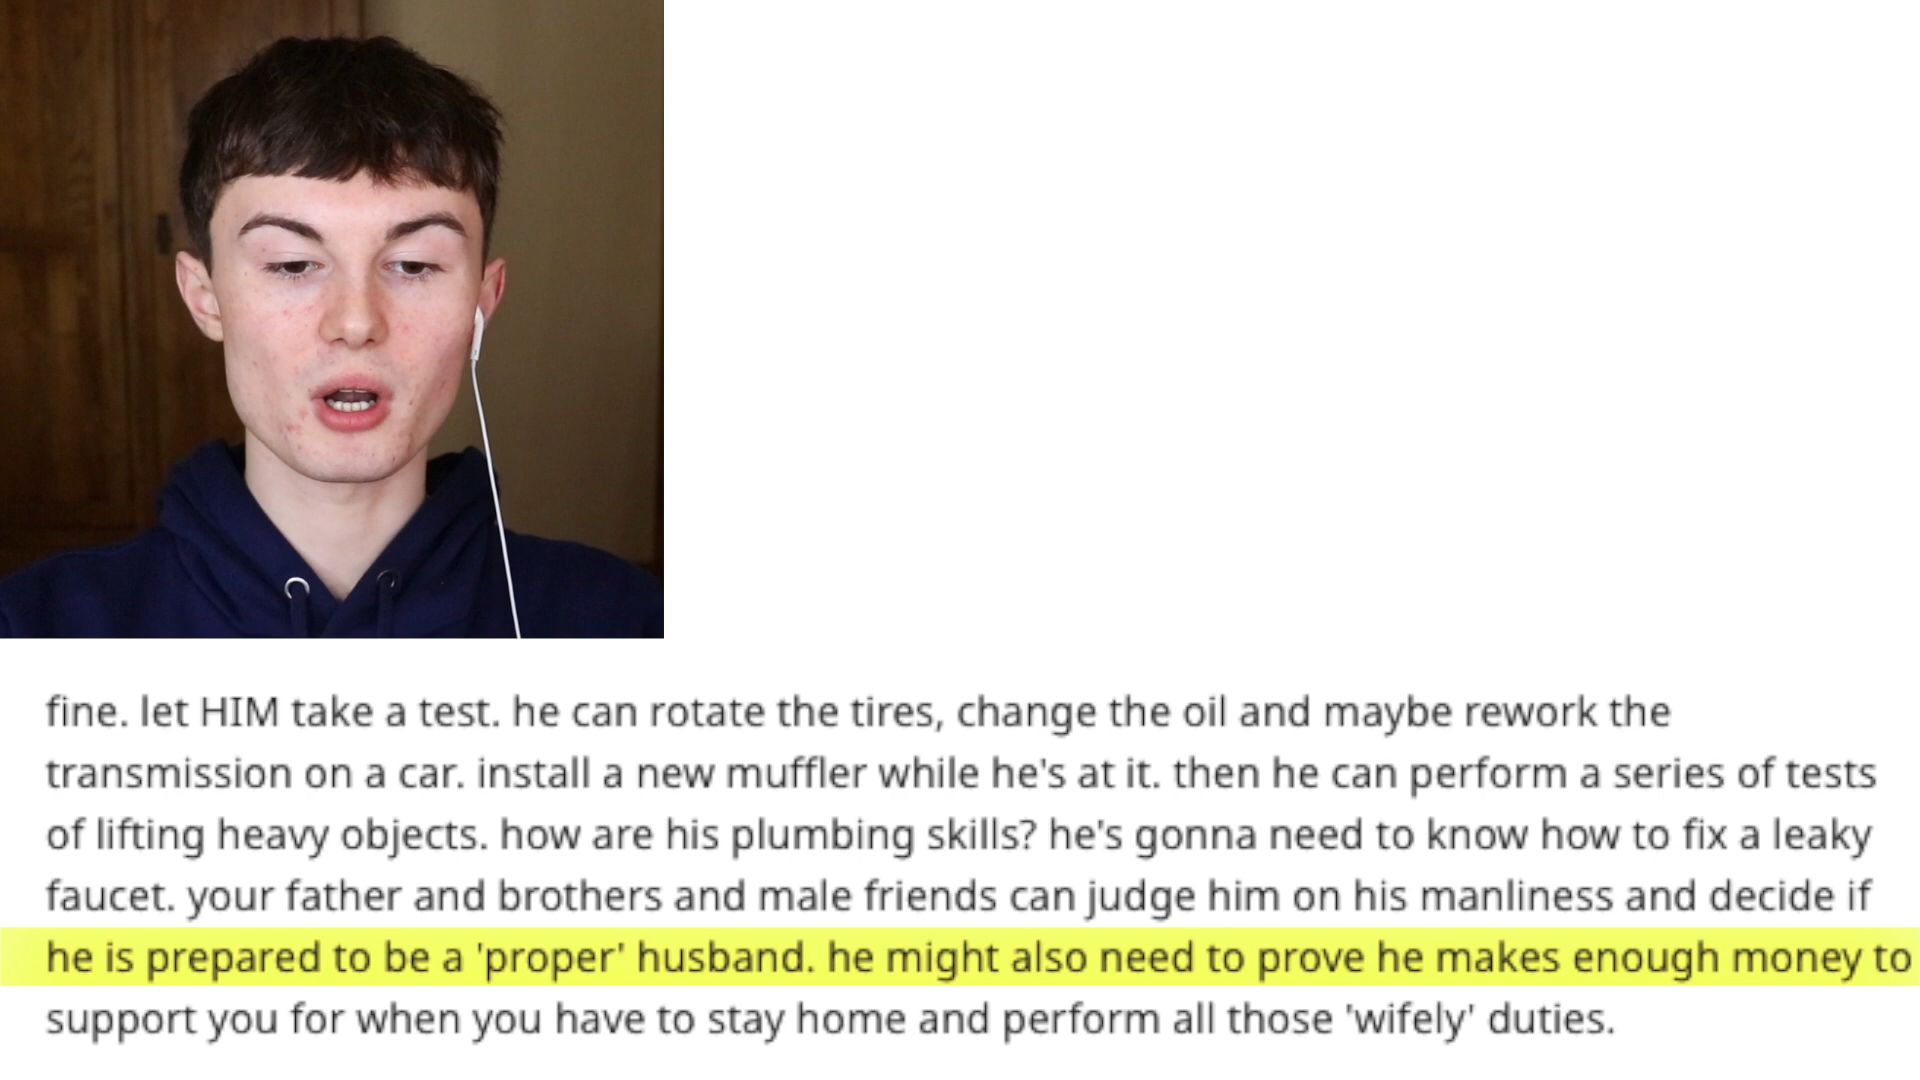 fine. let HIM take a test. he can rotate the tires, change the oil and maybe rework the
transmission on a car. install a new muffler while he's at it. then he can perform a series of tests
of lifting heavy objects. how are his plumbing skills? he's gonna need to know how to fix a leaky
faucet. your father and brothers and male friends can judge him on his manliness and decide if
he is prepared to be a 'proper' husband. he might also need to prove he makes enough money to
support you for when you have to stay home and perform all those 'wifely' duties.